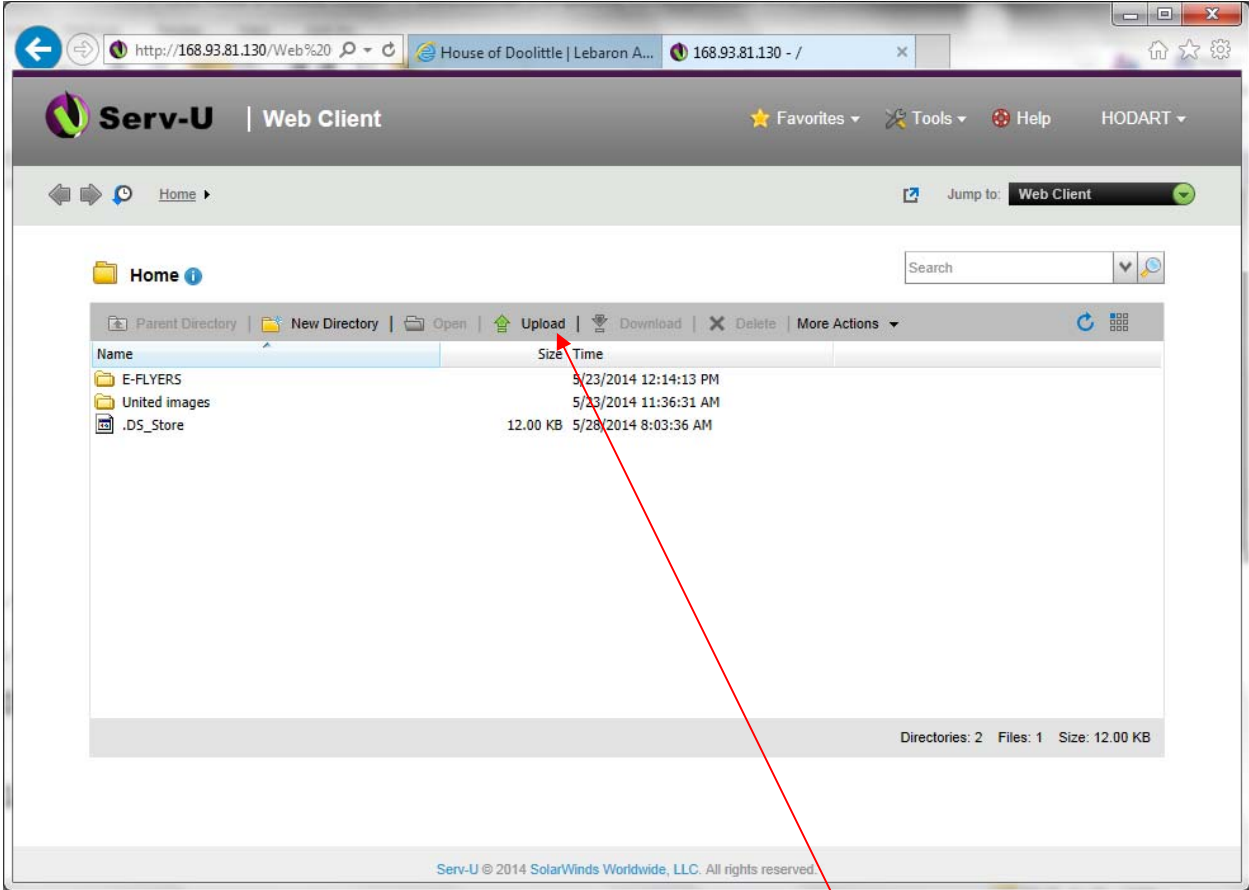 http://168.93.81.130/Web%20 House of Doolittle | Lebaron A... 168.93.81.130 - /
Serv-U | Web Client Favorites Tools Help HODART
Home Jump to: Web Client
Home Search
Parent Directory | New Directory | Open | Upload | Download | Delete | More Actions
Name Size Time
E-FLYERS 5/23/2014 12:14:13 PM
United images 5/23/2014 11:36:31 AM
.DS_Store 12.00 KB 5/28/2014 8:03:36 AM
Directories: 2 Files: 1 Size: 12.00 KB
Serv-U © 2014 SolarWinds Worldwide, LLC. All rights reserved.